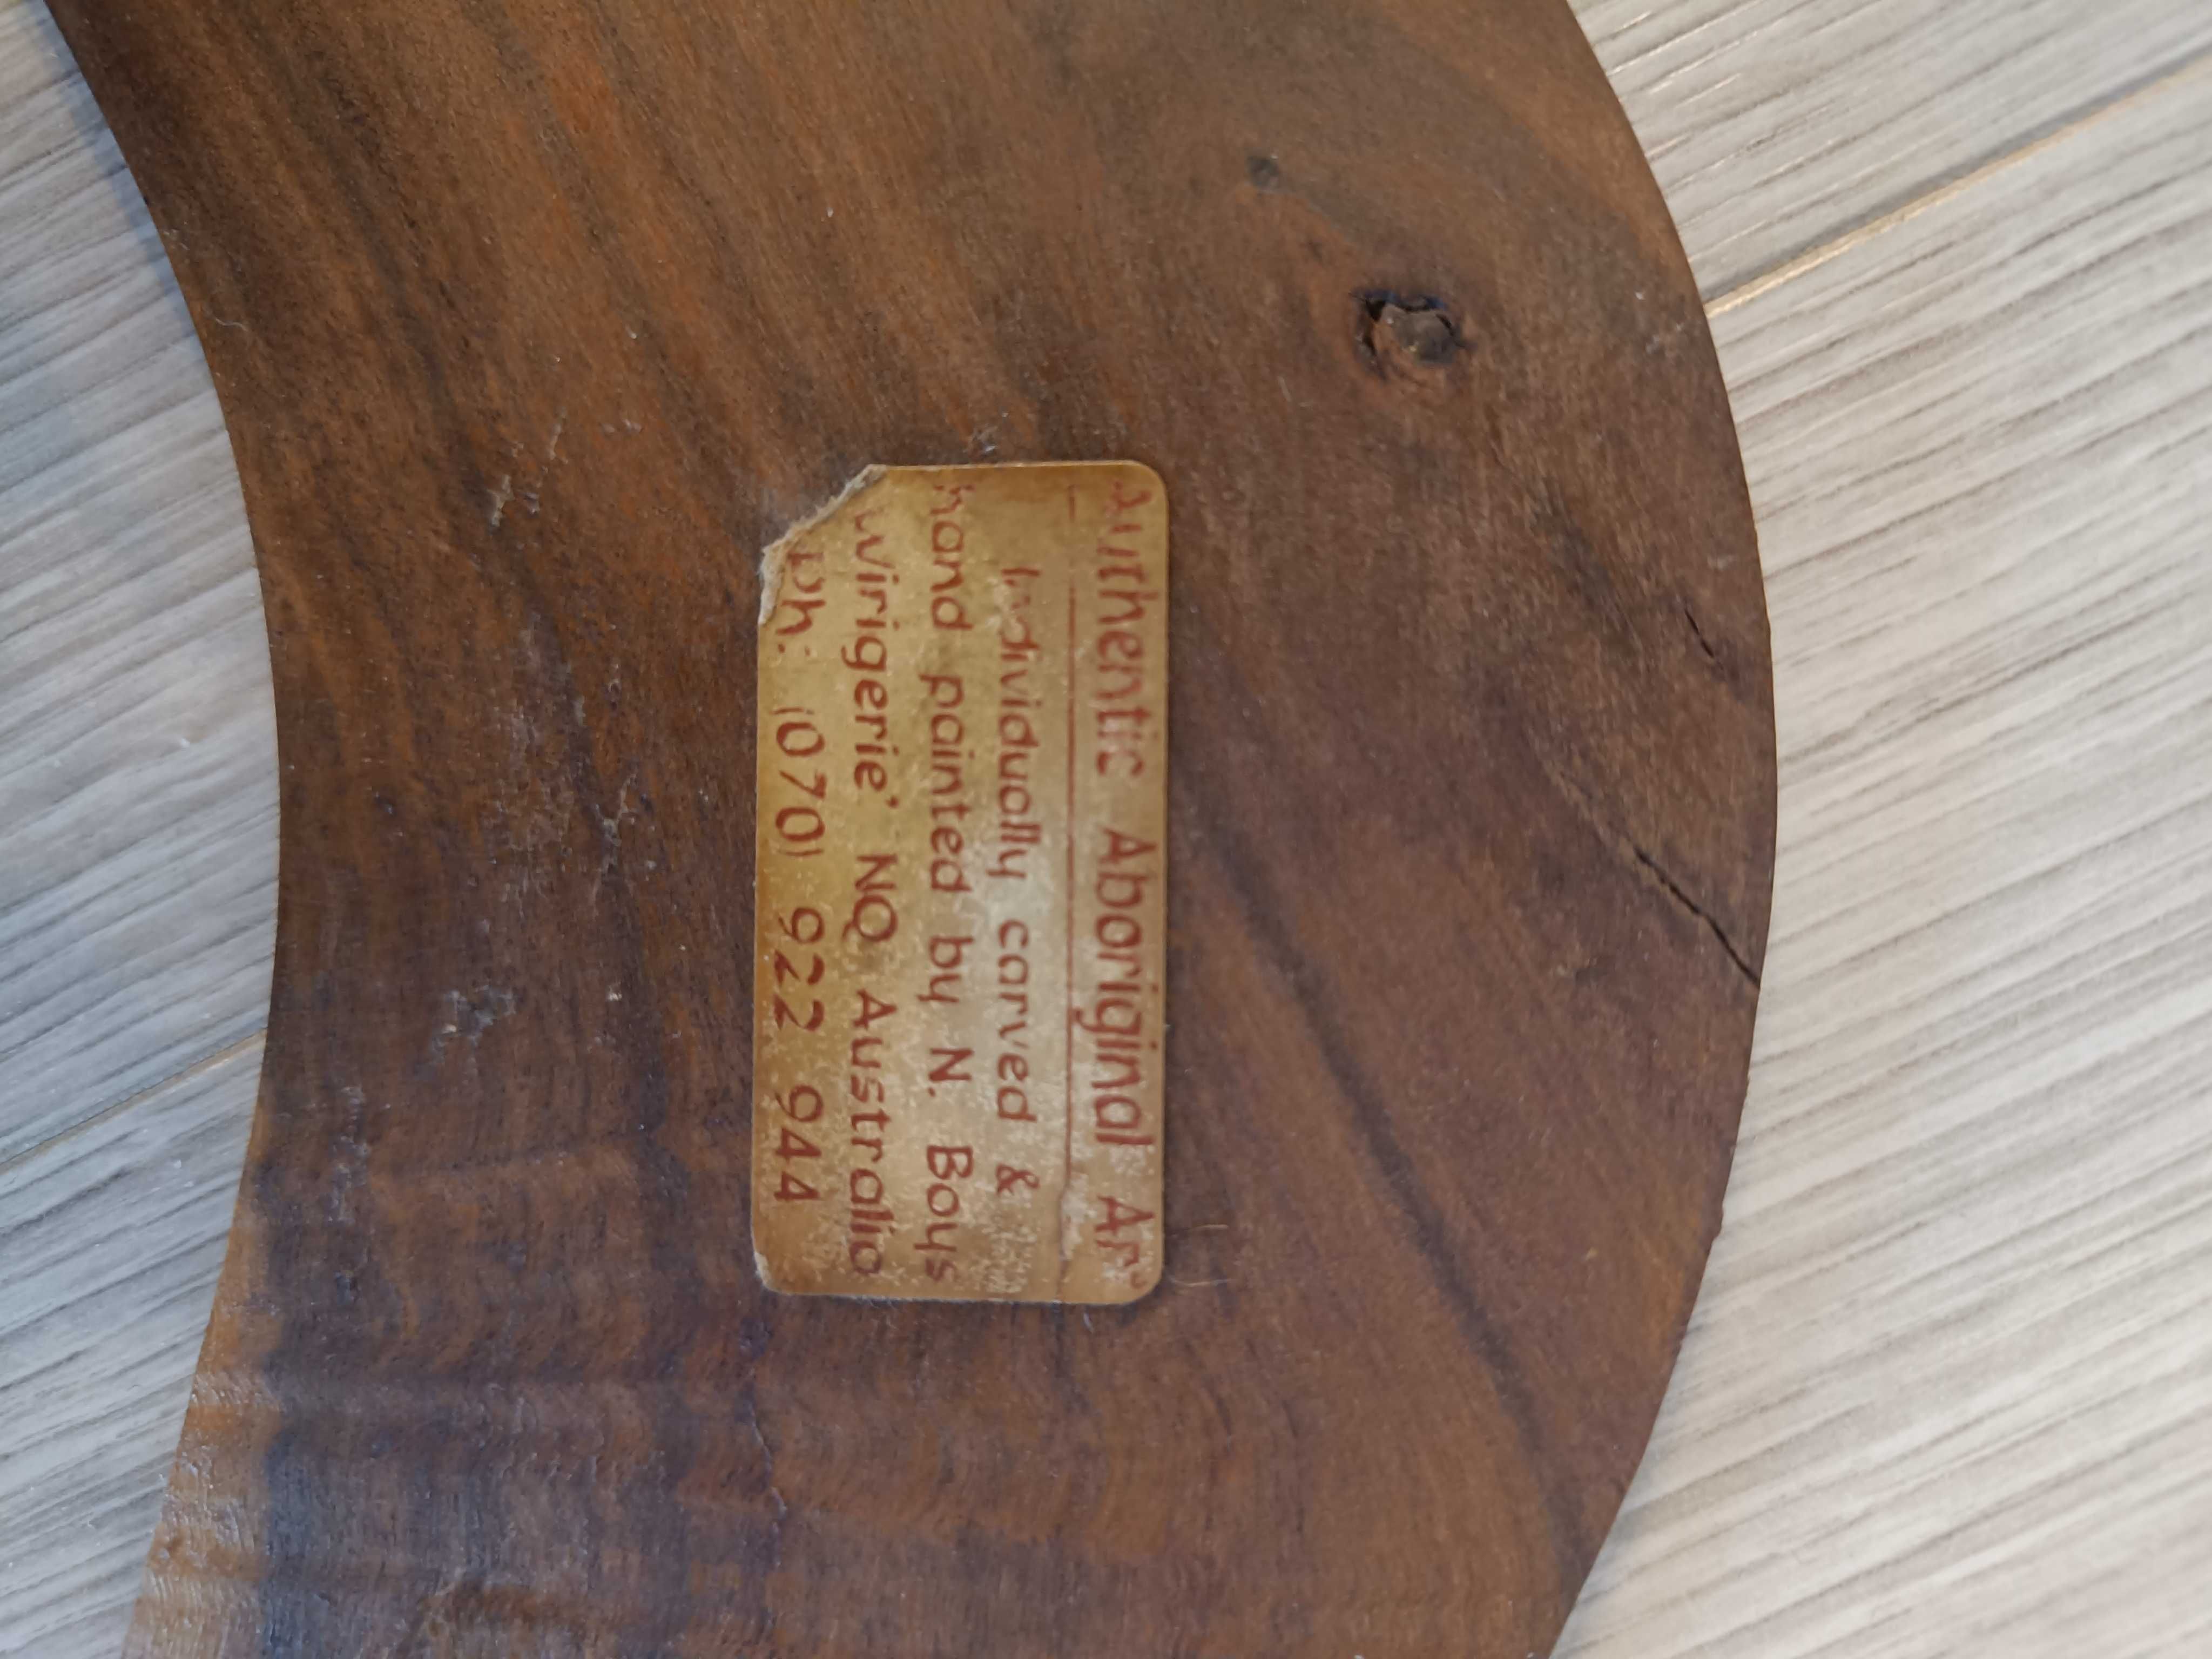 Authentic Aboriginal Art
Individually carved &
hand painted by N. Boys
Wirigerie' NQ Australia
Ph: (070) 922 944